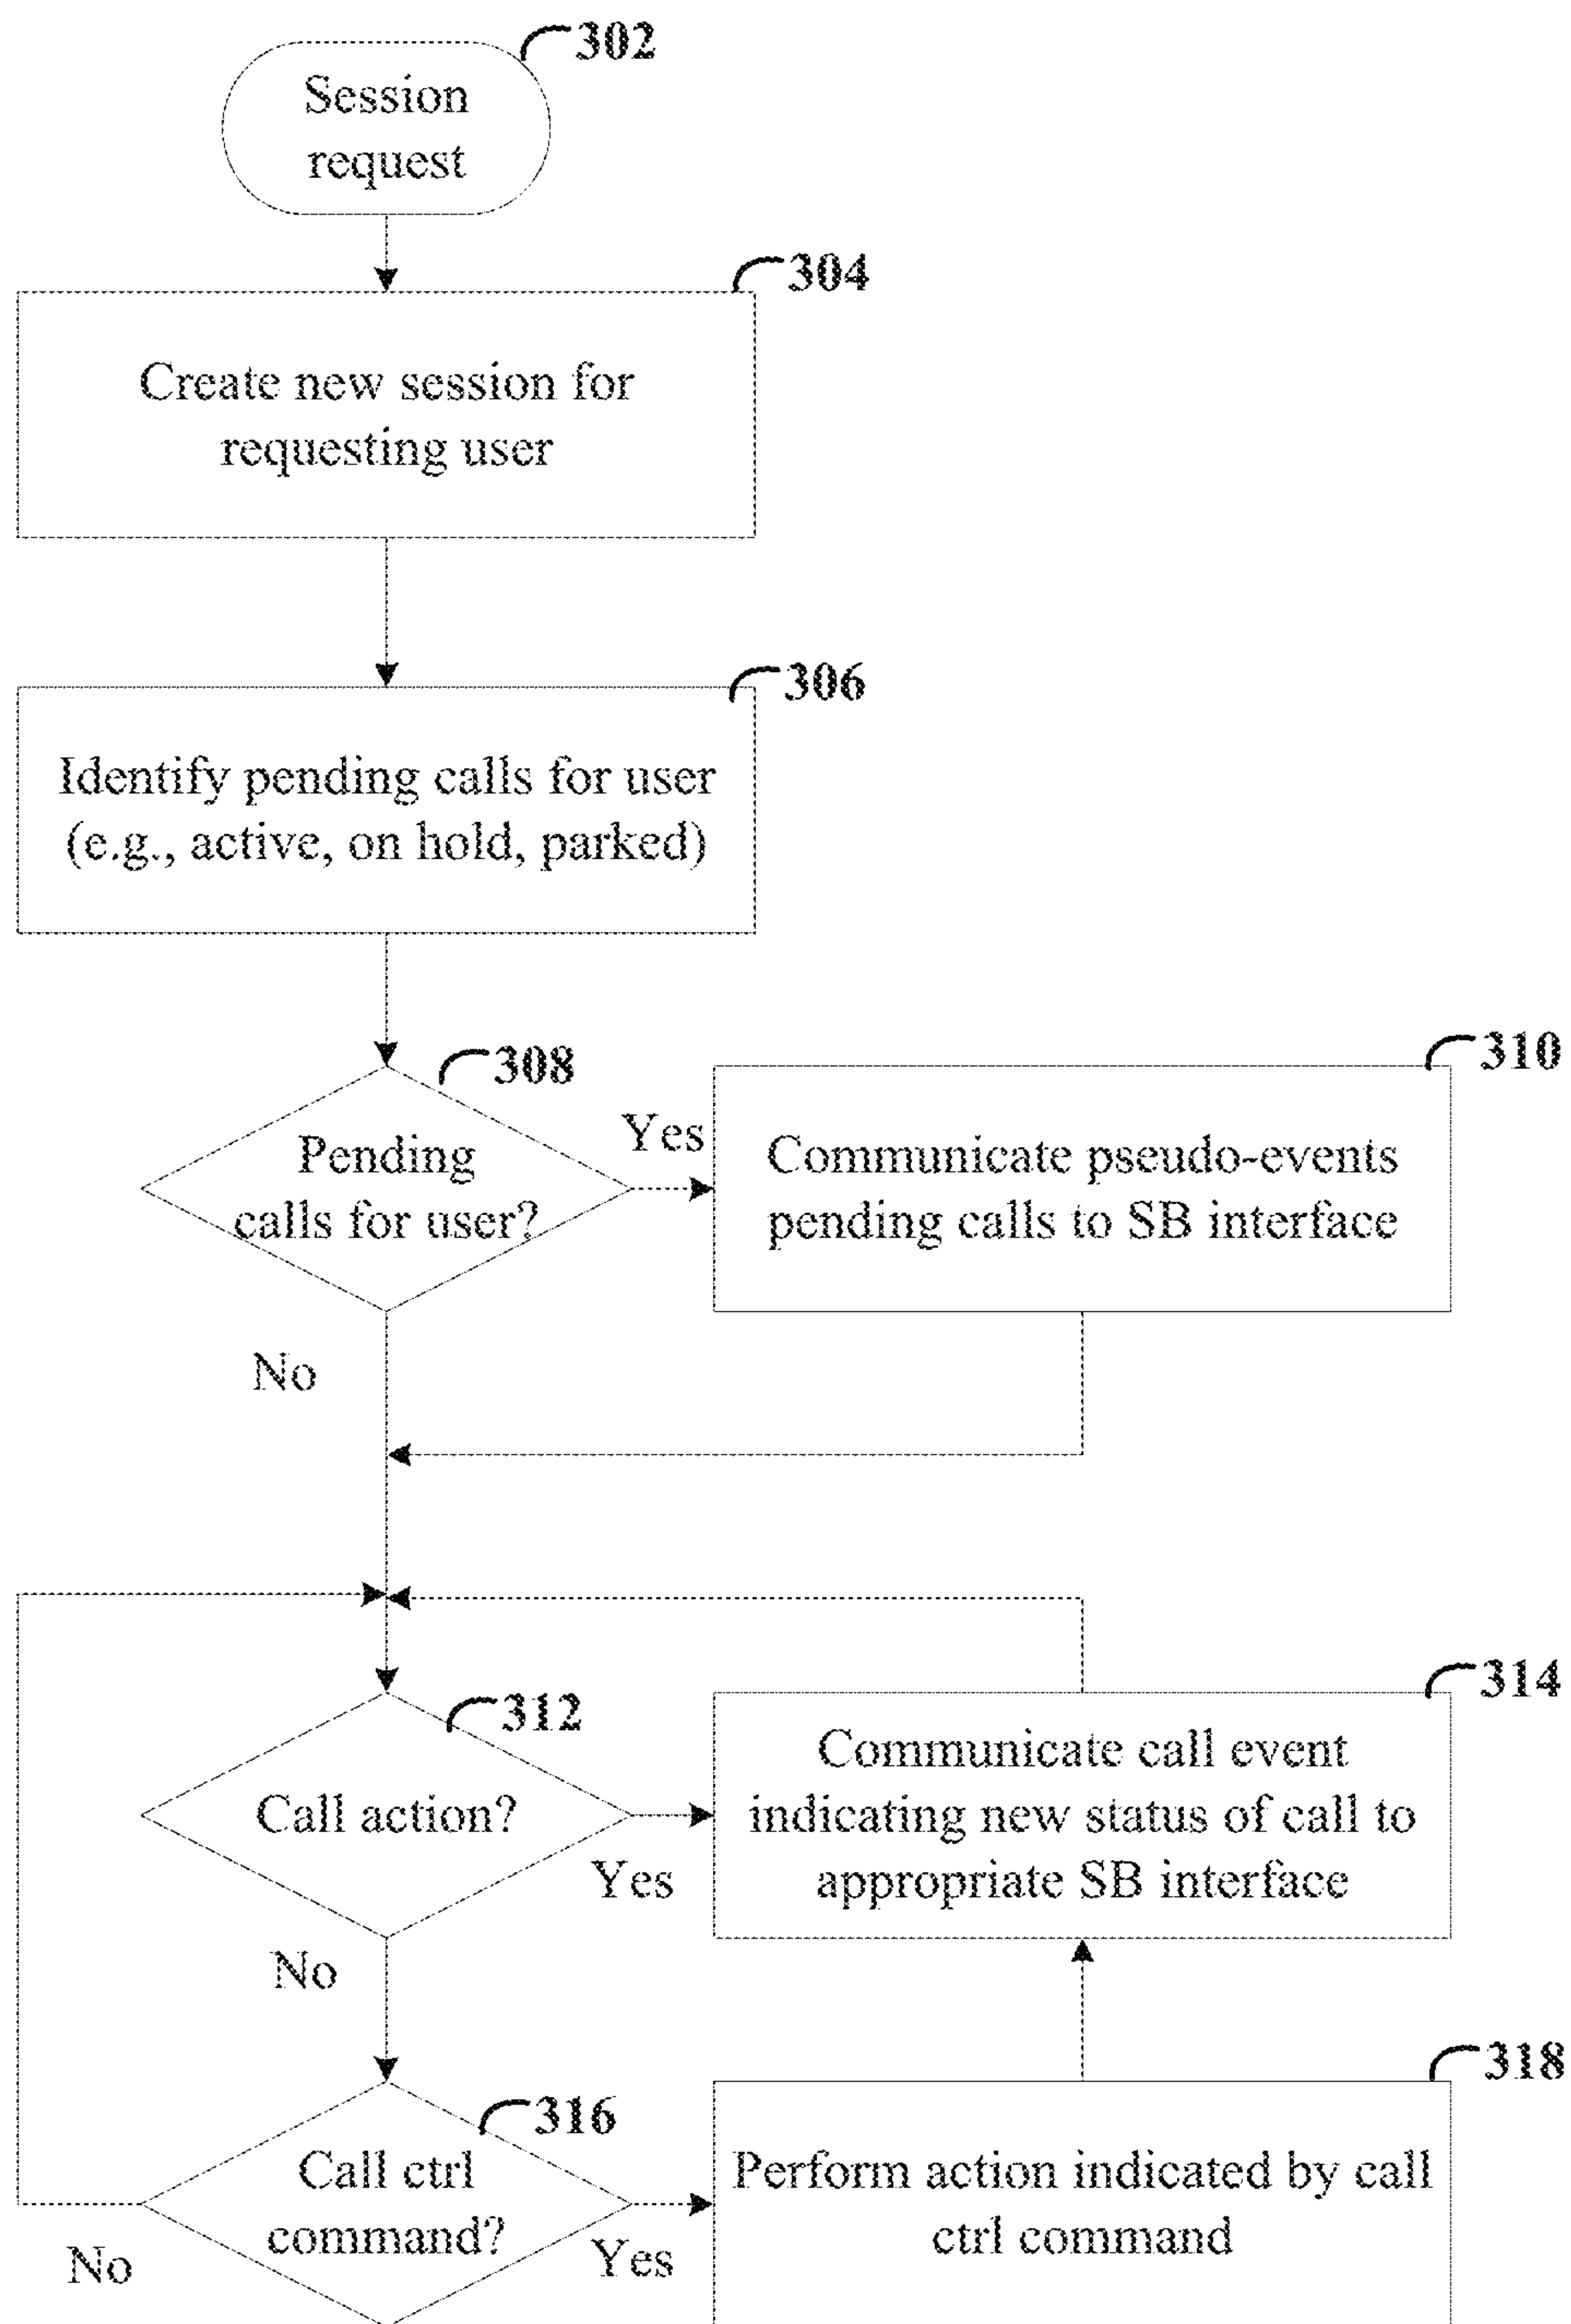 302
Session
request
304
Create new session for
requesting user
306
Identify pending calls for user
(e.g., active, on hold, parked)
308
Pending
calls for user?
Yes
No
310
Communicate pseudo-events
pending calls to SB interface
312
Call action?
Yes
No
314
Communicate call event
indicating new status of call to
appropriate SB interface
316
Call ctrl
command?
No
Yes
318
Perform action indicated by call
ctrl command